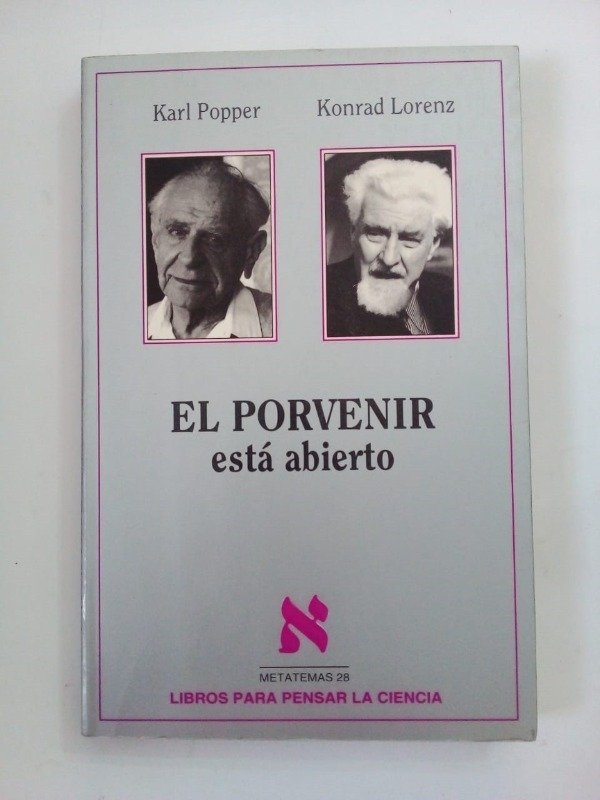 Karl Popper
Konrad Lorenz
EL PORVENIR
está abierto
א
METATEMAS 28
LIBROS PARA PENSAR LA CIENCIA